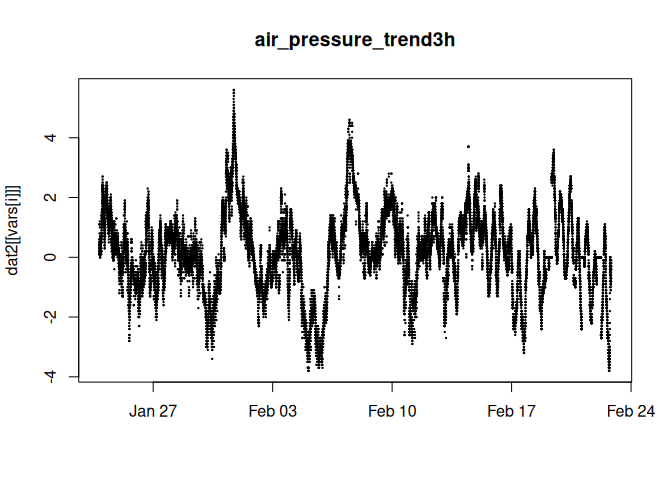 air_pressure_trend3h
dat2[[vars[i]]]
4
2
0
-2
-4
Jan 27
Feb 03
Feb 10
Feb 17
Feb 24